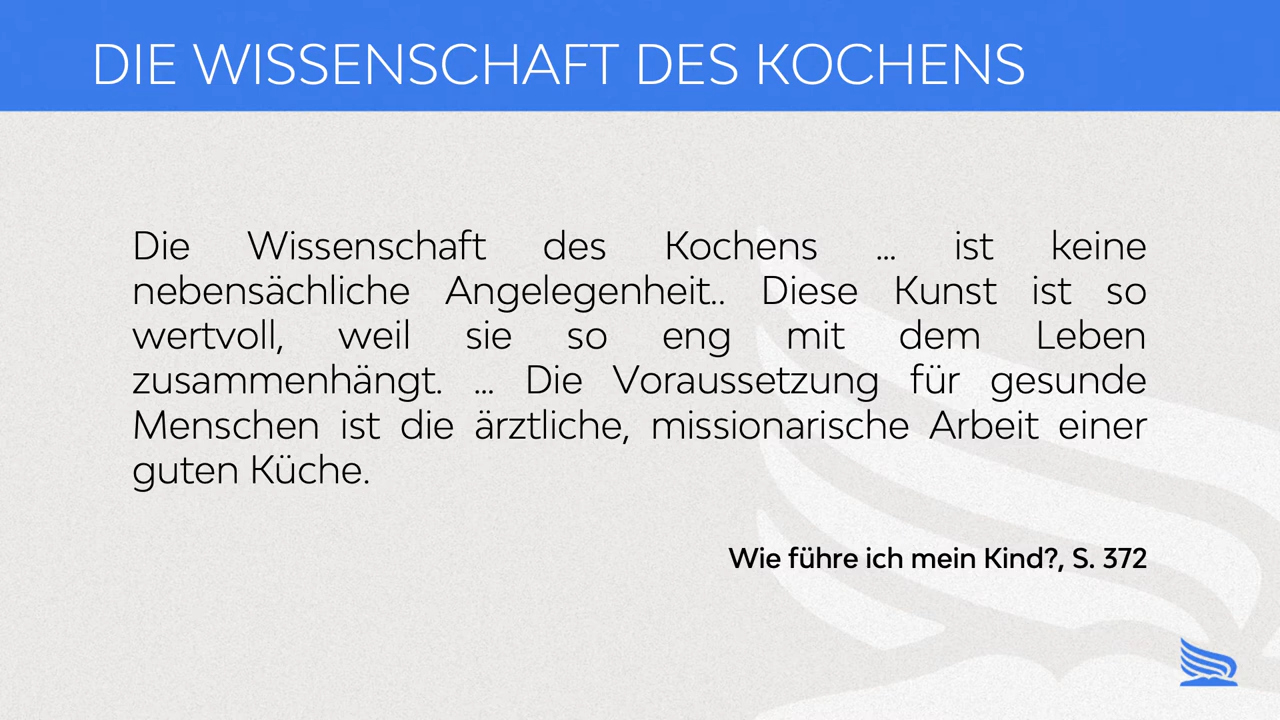 DIE WISSENSCHAFT DES KOCHENS
Die Wissenschaft des Kochens ... ist keine
nebensächliche Angelegenheit.. Diese Kunst ist so
wertvoll, weil sie so eng mit dem Leben
zusammenhängt. ... Die Voraussetzung für gesunde
Menschen ist die ärztliche, missionarische Arbeit einer
guten Küche.
Wie führe ich mein Kind?, S. 372